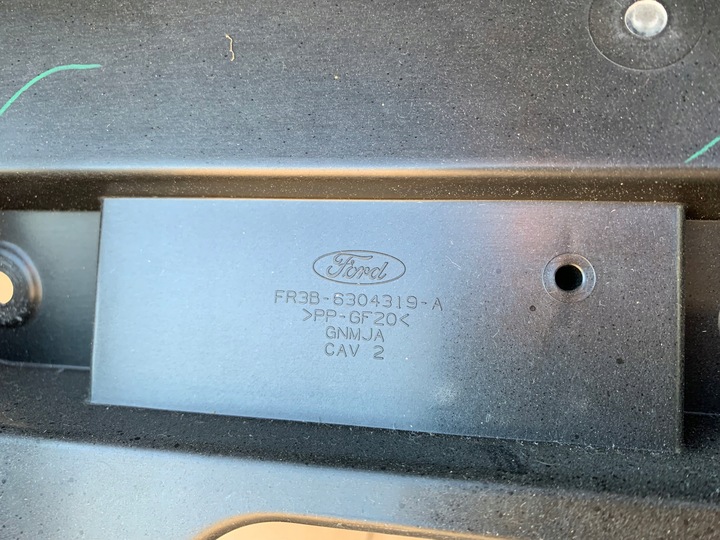 Ford
FR3B-6304319-A
>PP-GF20<
GNMJA
CAV 2